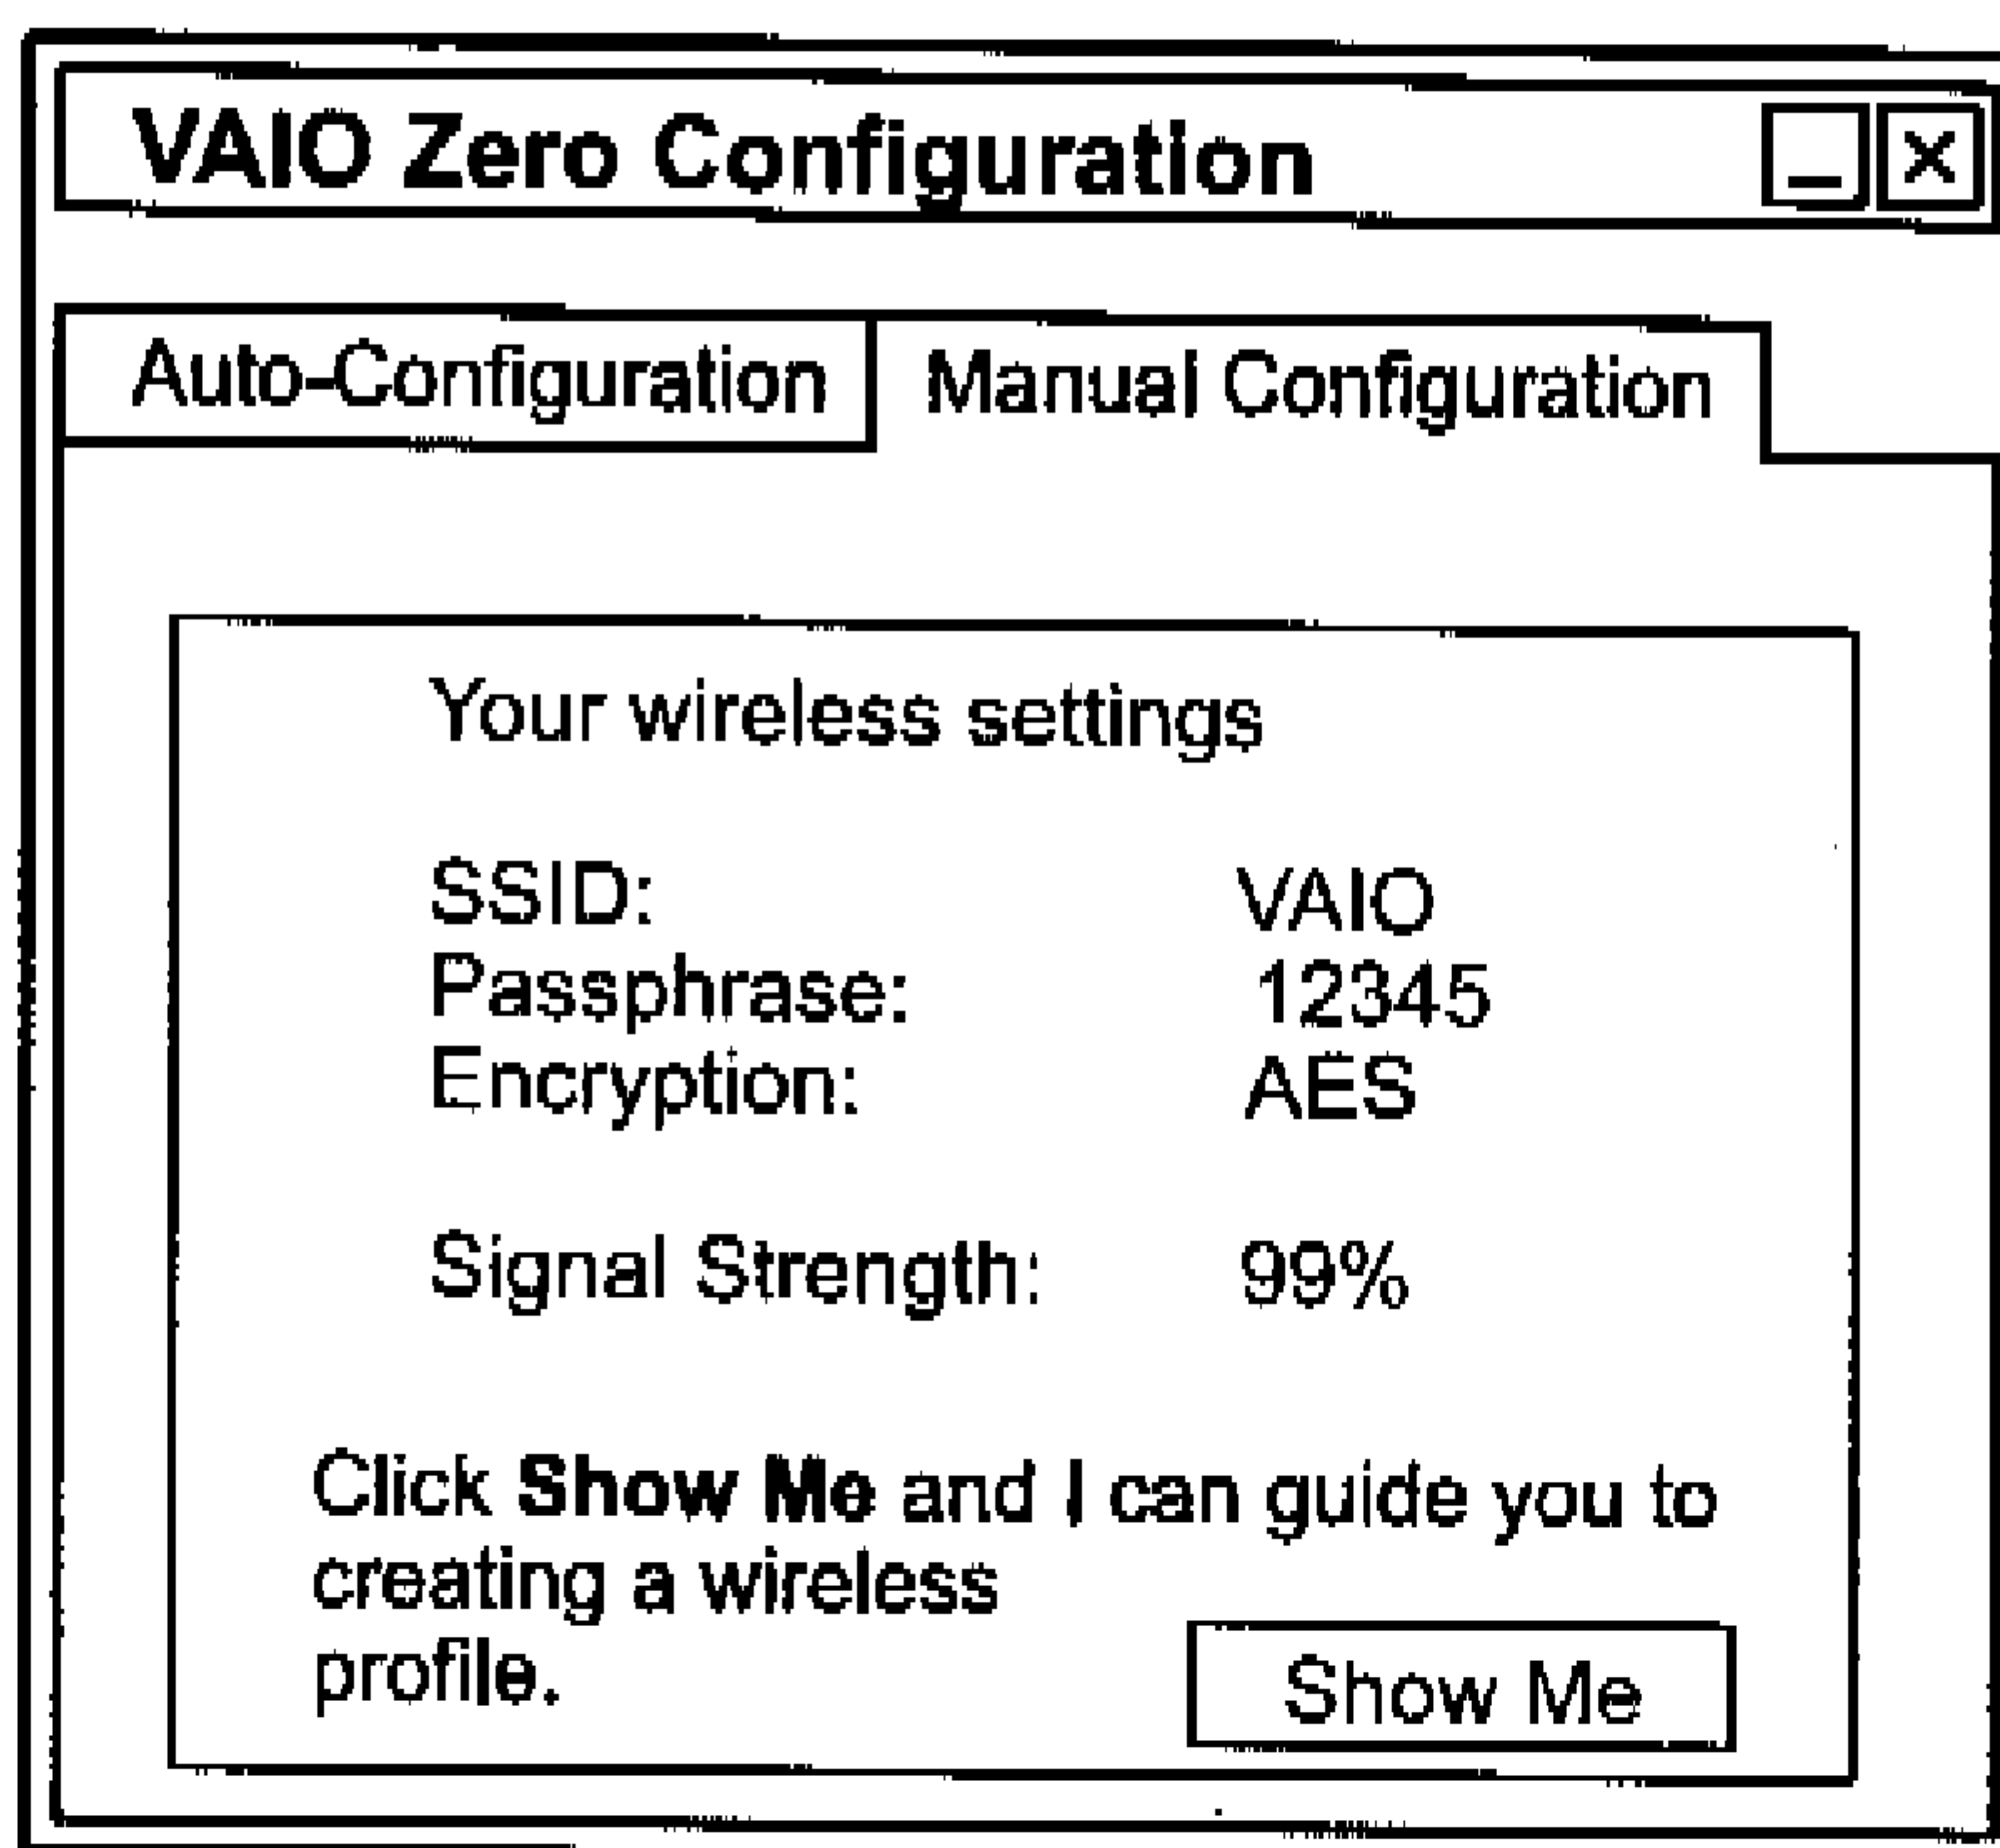 VAIO Zero Configuration
Auto-Configuration Manual Configuration
Your wireless settings
SSID: VAIO
Passphrase: 12345
Encryption: AES
Signal Strength: 99%
Click Show Me and I can guide you to
creating a wireless
profile.
Show Me